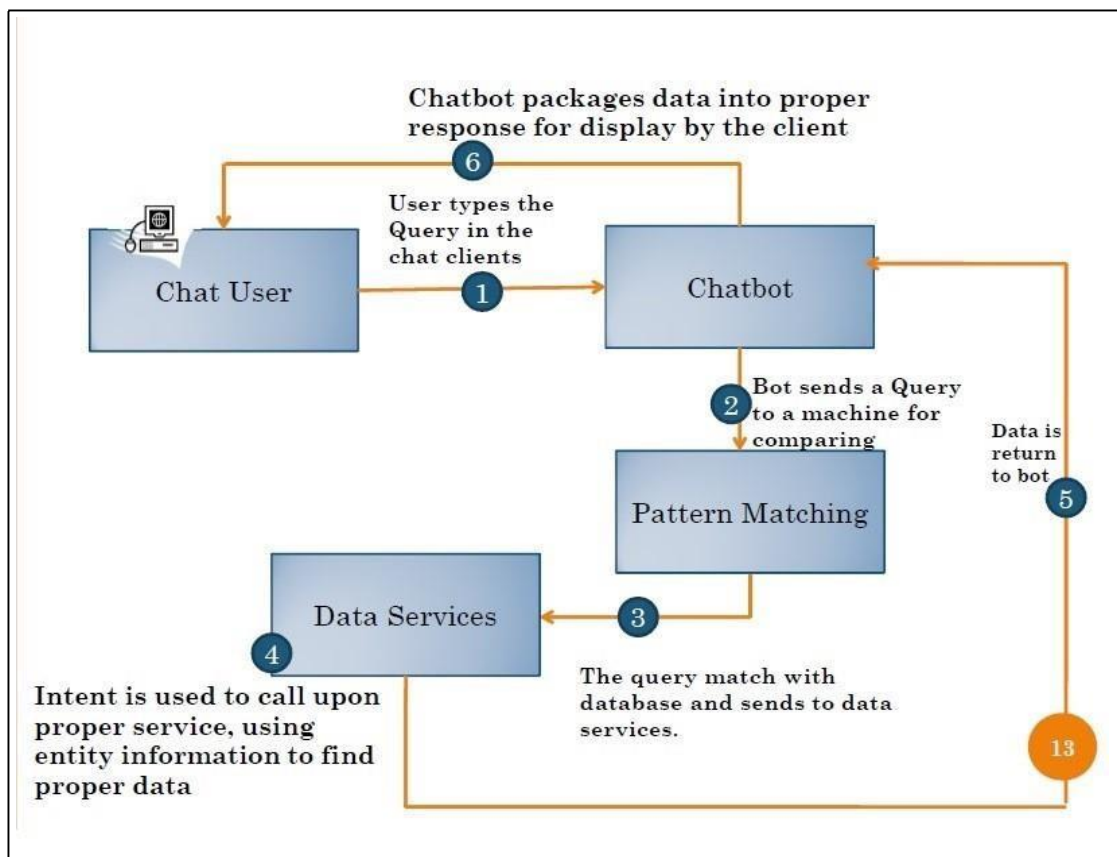 Chatbot packages data into proper
response for display by the client
6
User types the
Query in the
chat clients
1
Chat User
Chatbot
2
Bot sends a Query
to a machine for
comparing
Data is
return
to bot
5
Pattern Matching
Data Services
3
4
The query match with
database and sends to data
services.
Intent is used to call upon
proper service, using
entity information to find
proper data
13